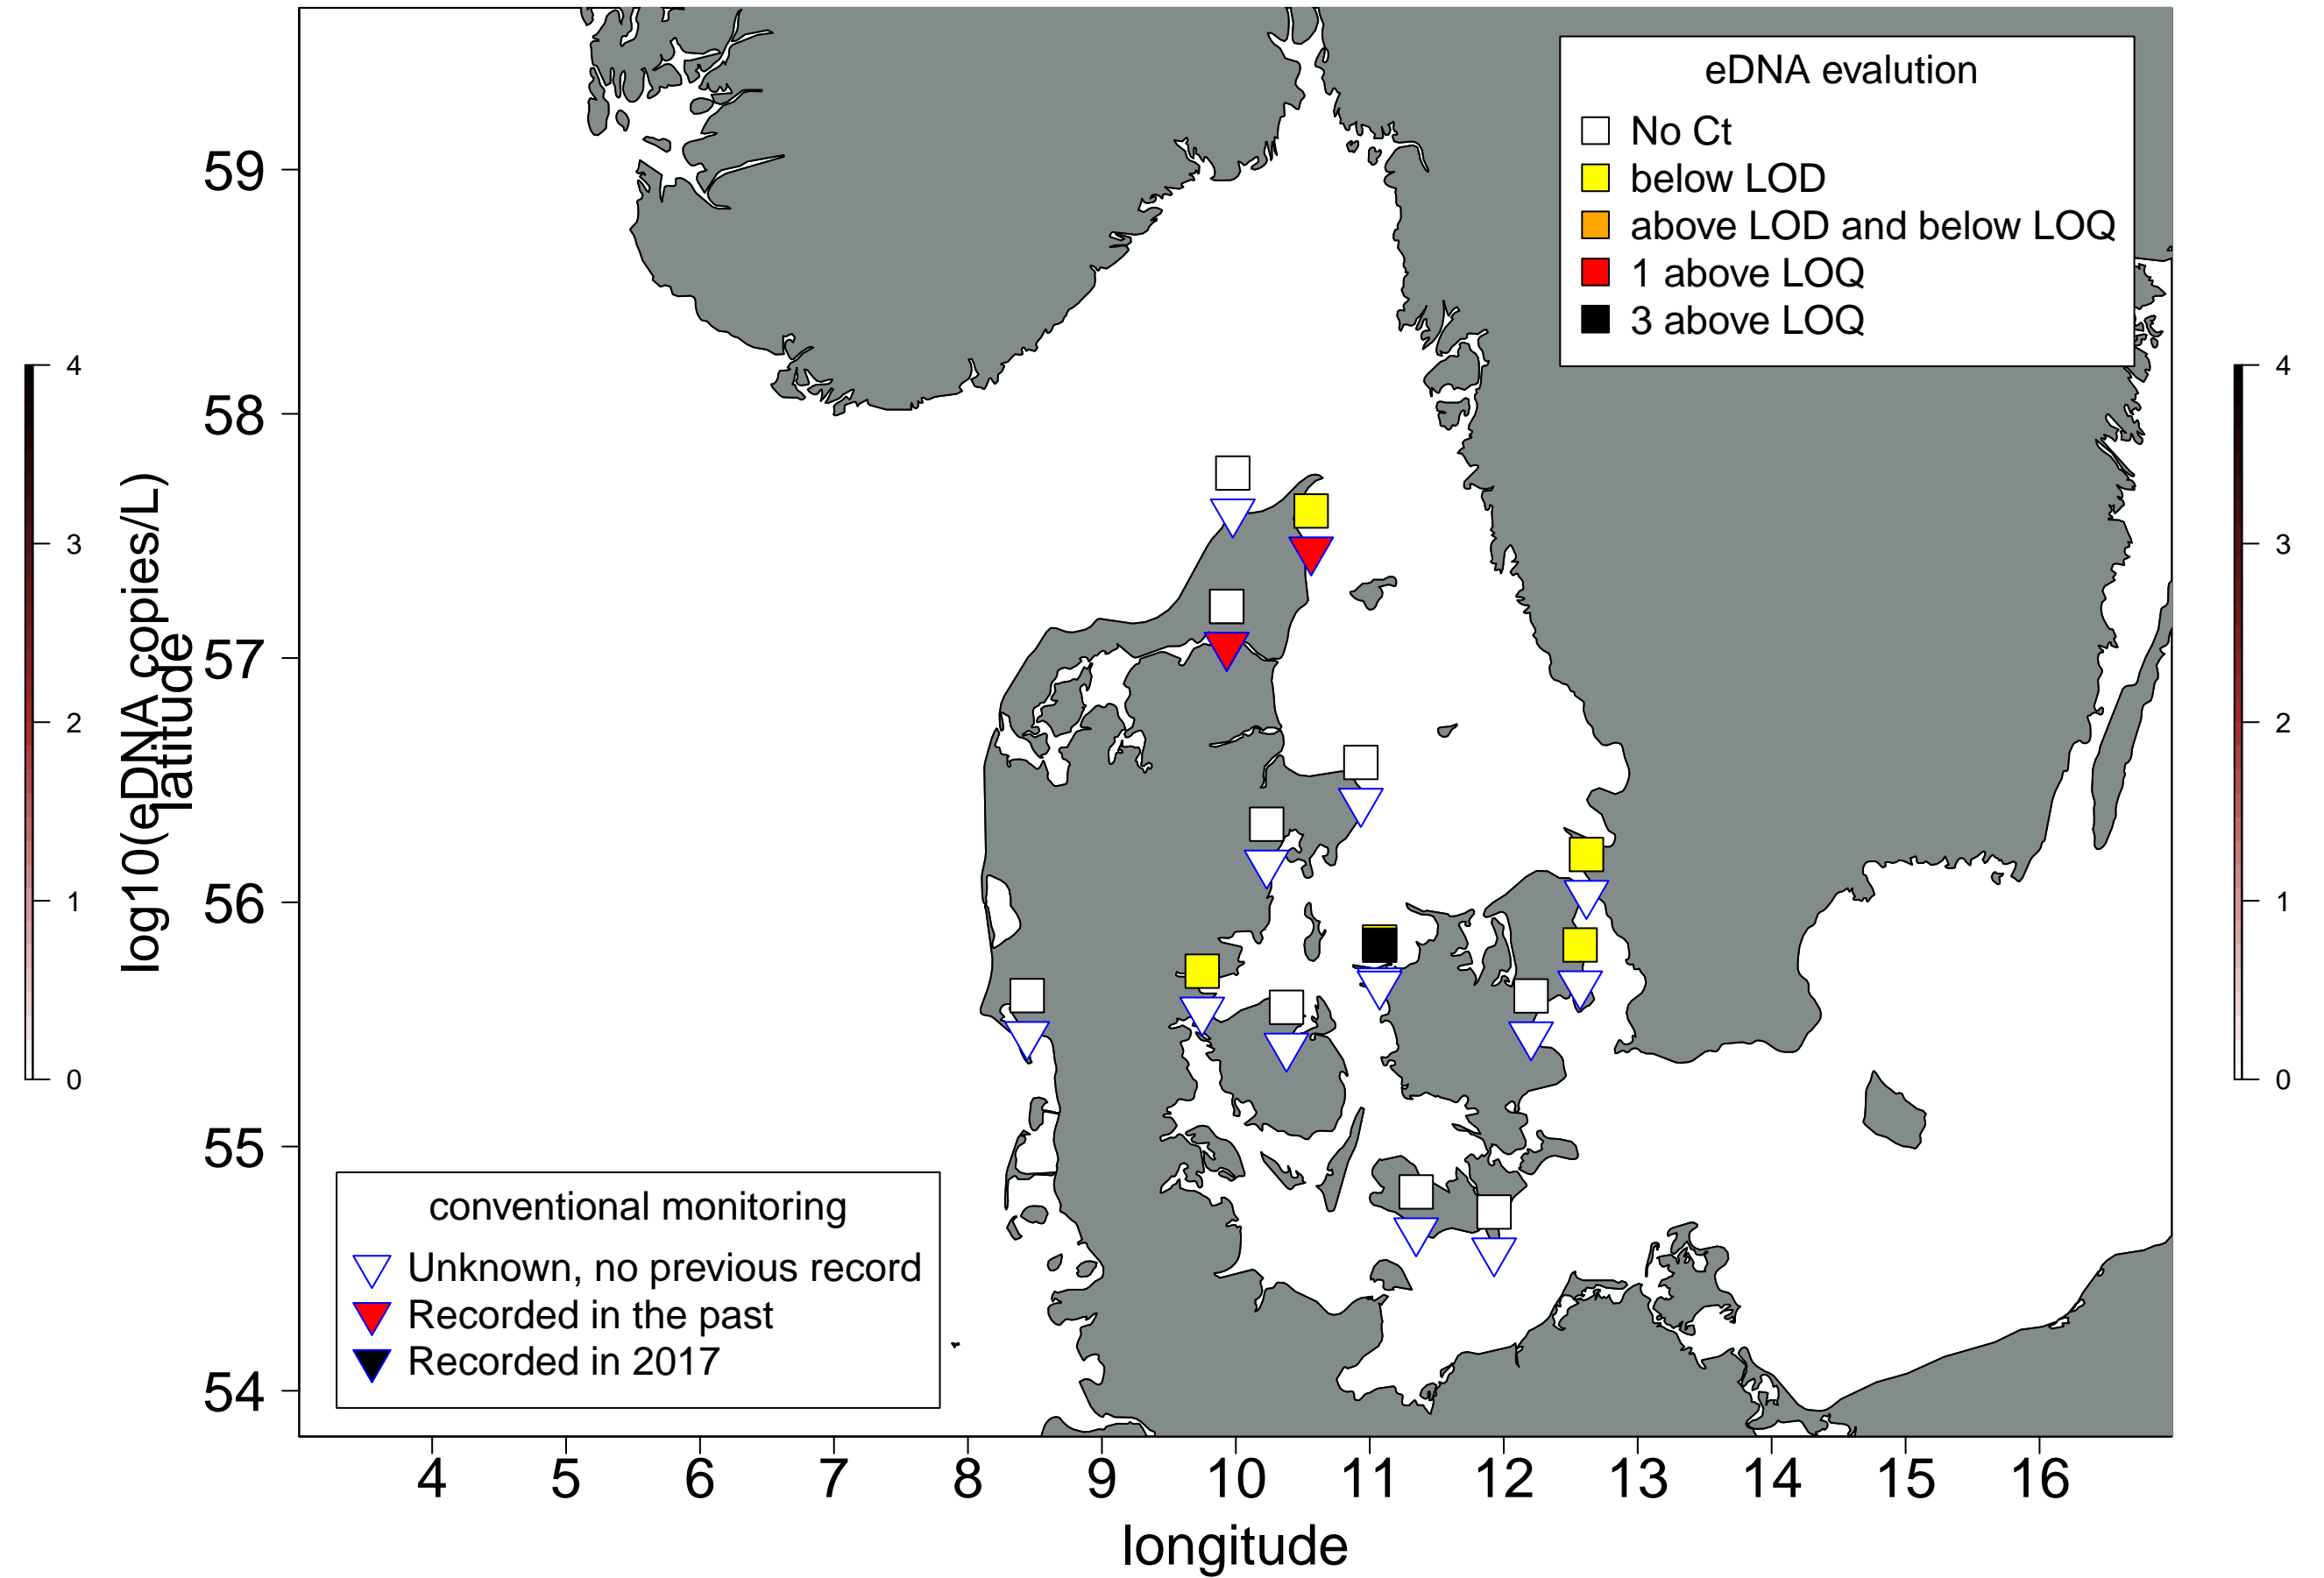 eDNA evalution
No Ct
below LOD
above LOD and below LOQ
1 above LOQ
3 above LOQ
59
58
57
56
55
54
latitude
log10(eDNA copies/L)
4
3
2
1
0
4
3
2
1
0
conventional monitoring
Unknown, no previous record
Recorded in the past
Recorded in 2017
4 5 6 7 8 9 10 11 12 13 14 15 16
longitude